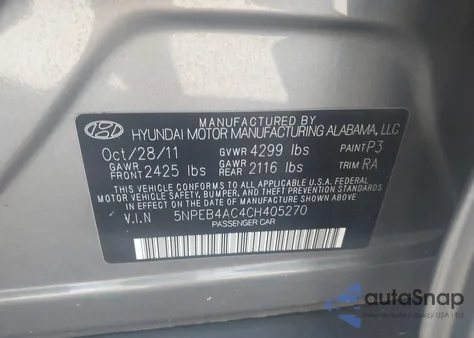 MANUFACTURED BY
HYUNDAI MOTOR MANUFACTURING ALABAMA, LLC
Oct/28/11 GVWR 4299 lbs PAINT P3
GAWR FRONT 2425 lbs GAWR REAR 2116 lbs TRIM RA
THIS VEHICLE CONFORMS TO ALL APPLICABLE FEDERAL
MOTOR VEHICLE SAFETY, BUMPER, AND THEFT PREVENTION STANDARDS
IN EFFECT ON THE DATE OF MANUFACTURE SHOWN ABOVE.
V.I.N 5NPEB4AC4CH405270
PASSENGER CAR
autoSnap